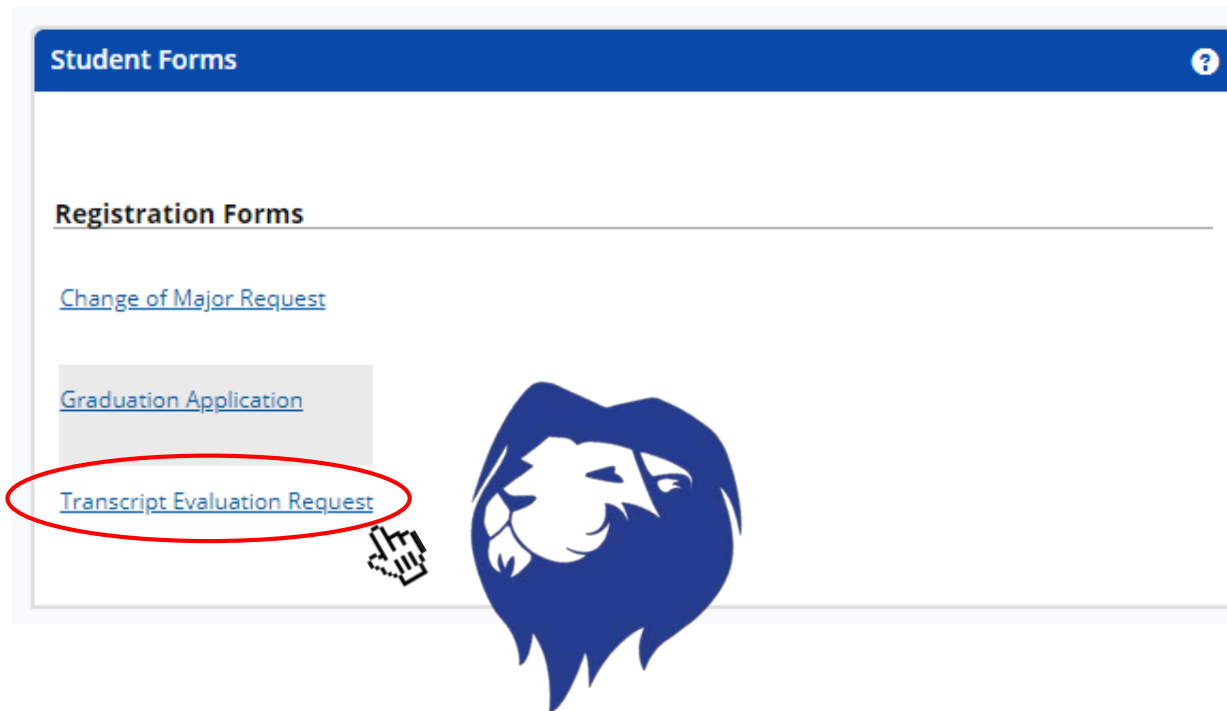 Student Forms
?
Registration Forms
Change of Major Request
Graduation Application
Transcript Evaluation Request